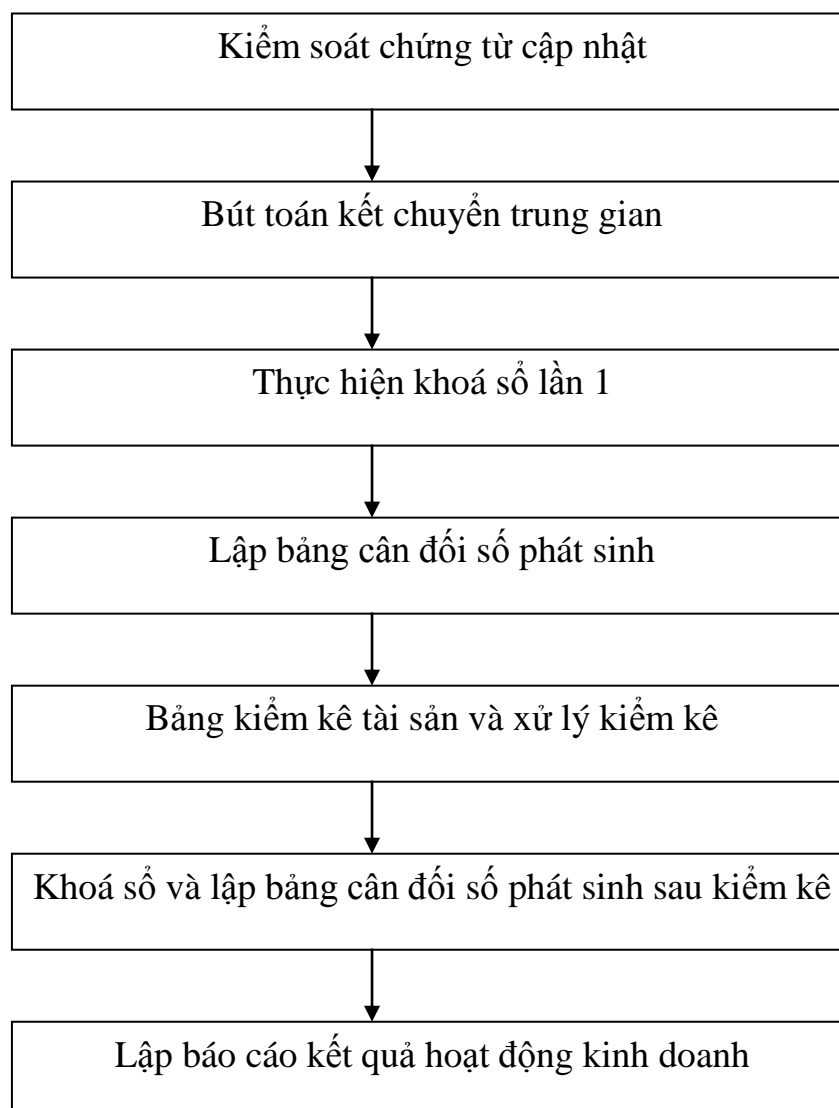 Kiểm soát chứng từ cập nhật
Bút toán kết chuyển trung gian
Thực hiện khoá sổ lần 1
Lập bảng cân đối số phát sinh
Bảng kiểm kê tài sản và xử lý kiểm kê
Khoá sổ và lập bảng cân đối số phát sinh sau kiểm kê
Lập báo cáo kết quả hoạt động kinh doanh